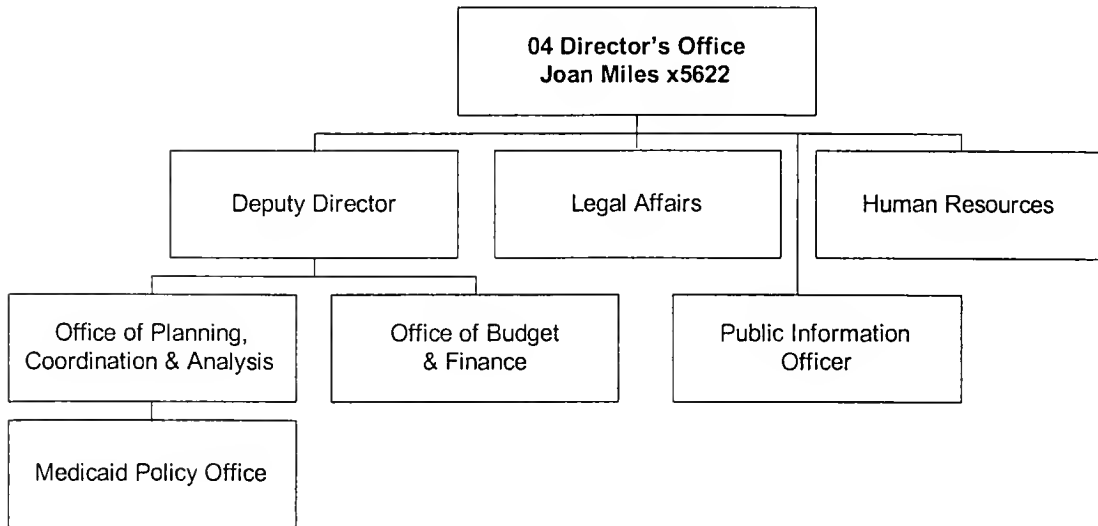 04 Director's Office
Joan Miles x5622
Deputy Director
Legal Affairs
Human Resources
Office of Planning,
Coordination & Analysis
Office of Budget
& Finance
Public Information
Officer
Medicaid Policy Office